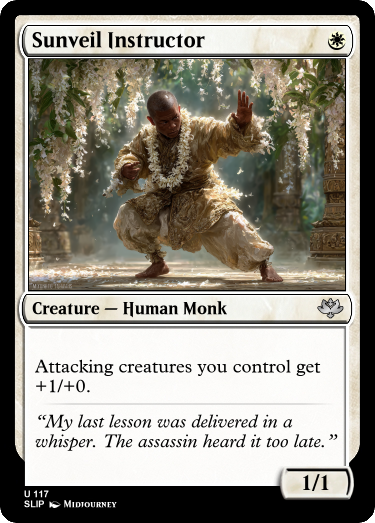 Sunveil Instructor
Creature — Human Monk
Attacking creatures you control get
+1/+0.
“My last lesson was delivered in a
whisper. The assassin heard it too late.”
1/1
U 117
SLIP Midjourney